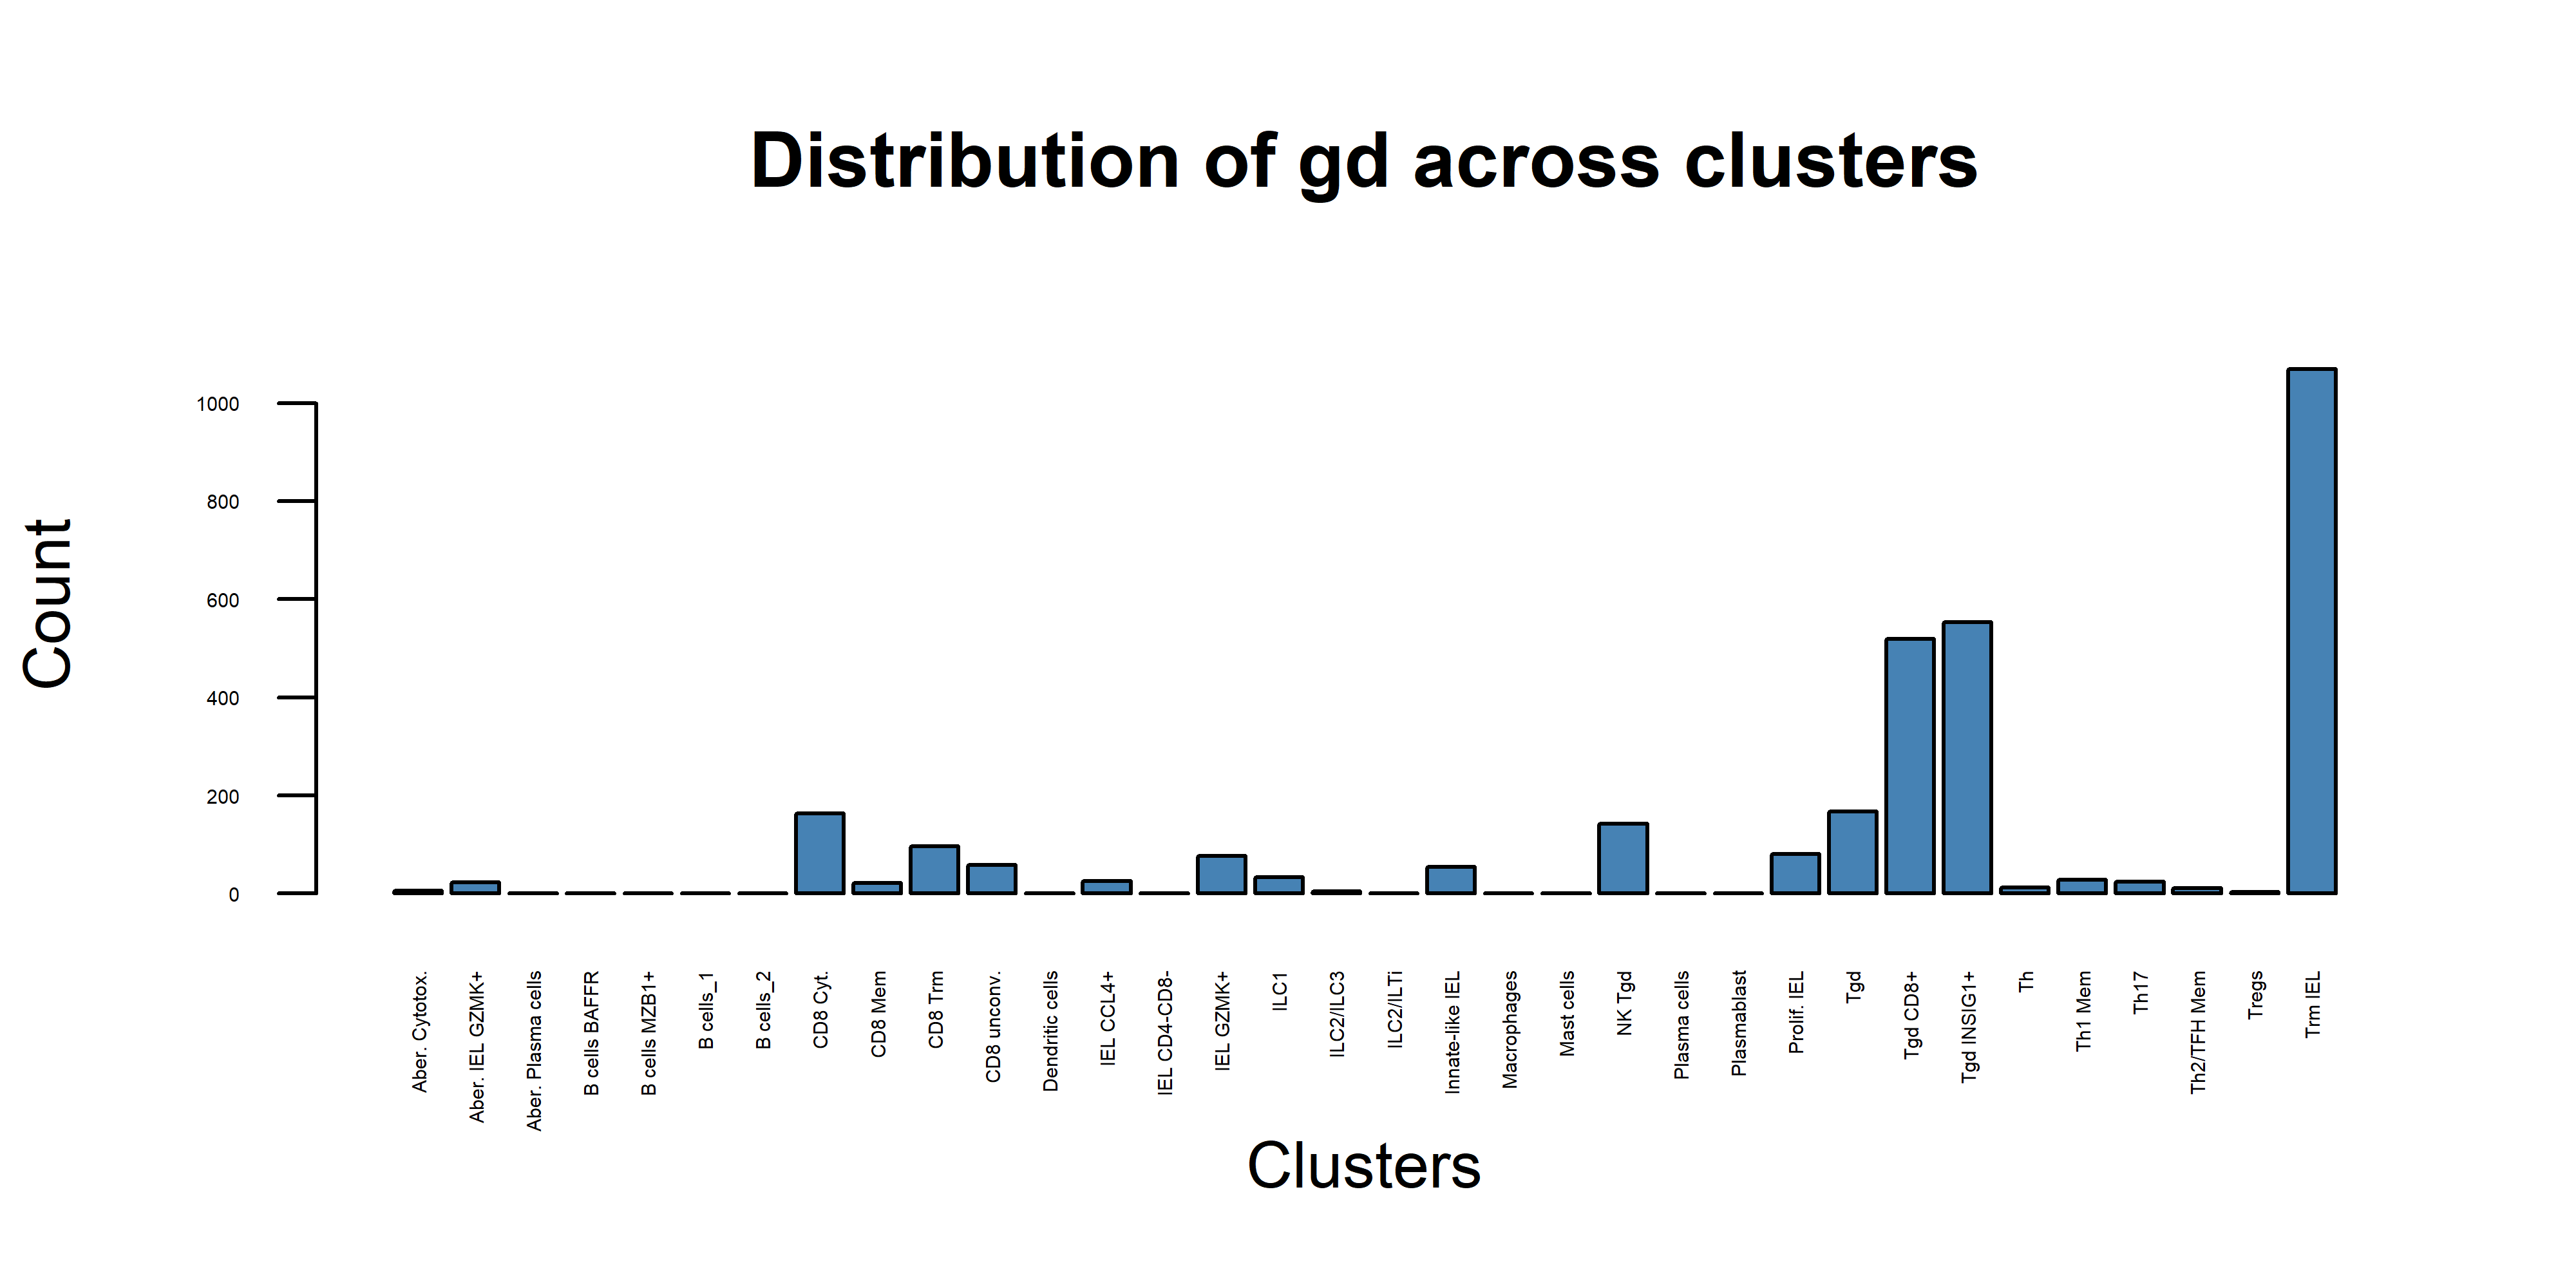 Distribution of gd across clusters
Count
1000
800
600
400
200
0
Aber. Cytotox.
Aber. IEL GZMK+
Aber. Plasma cells
B cells BAFFR
B cells MZB1+
B cells_1
B cells_2
CD8 Cyt.
CD8 Mem
CD8 Trm
CD8 unconv.
Dendritic cells
IEL CCL4+
IEL CD4-CD8-
IEL GZMK+
ILC1
ILC2/ILC3
ILC2/ILTi
Innate-like IEL
Macrophages
Mast cells
NK Tgd
Plasma cells
Plasmablast
Prolif. IEL
Tgd
Tgd CD8+
Tgd INSIG1+
Th
Th1 Mem
Th17
Th2/TFH Mem
Tregs
Trm IEL
Clusters